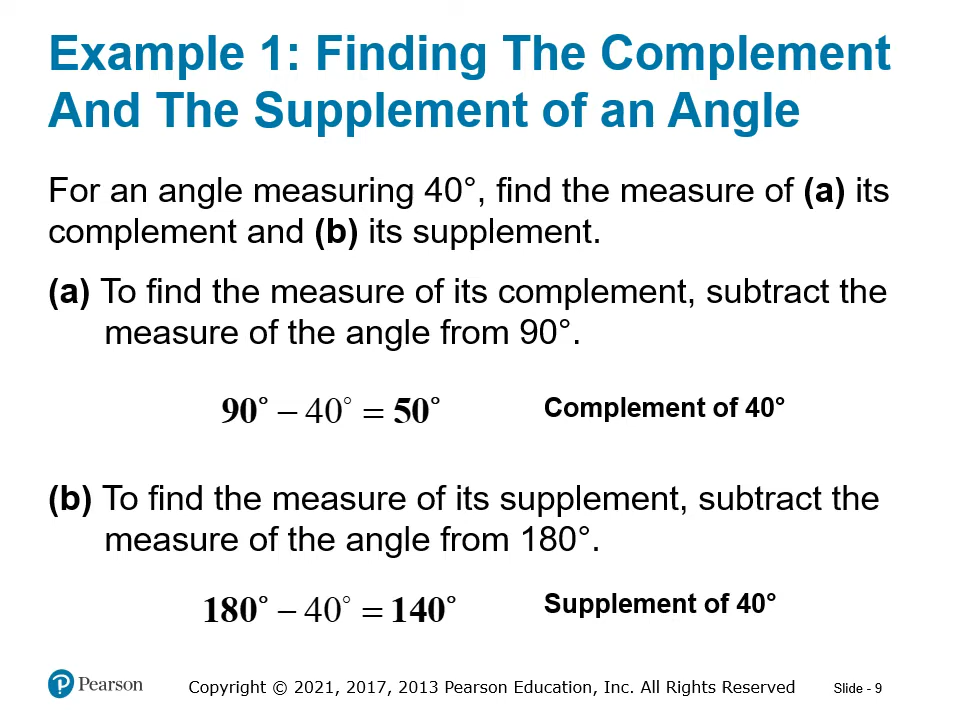 Example 1: Finding The Complement
And The Supplement of an Angle
For an angle measuring 40°, find the measure of (a) its
complement and (b) its supplement.
(a) To find the measure of its complement, subtract the
measure of the angle from 90°.
90° − 40° = 50° Complement of 40°
(b) To find the measure of its supplement, subtract the
measure of the angle from 180°.
180° − 40° = 140° Supplement of 40°
P Pearson Copyright © 2021, 2017, 2013 Pearson Education, Inc. All Rights Reserved Slide - 9